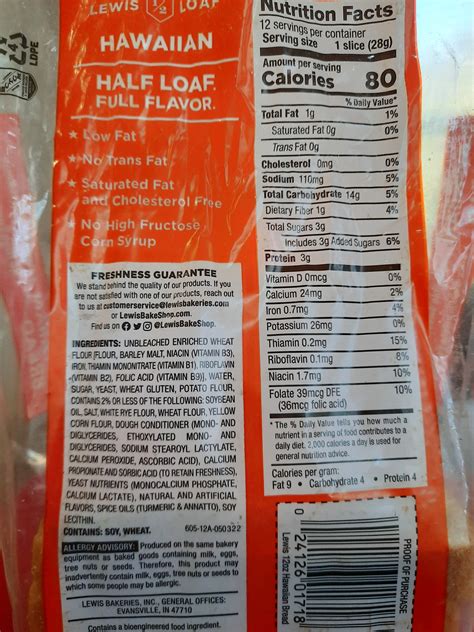 LEWIS 1/2 LOAF
HAWAIIAN
HALF LOAF.
FULL FLAVOR.
★ Low Fat
★ No Trans Fat
★ Saturated Fat
and Cholesterol Free
★ No High Fructose
Corn Syrup
FRESHNESS GUARANTEE
We stand behind the quality of our products. If you
are not satisfied with one of our products, reach out
to us at customerservice@lewisbakeries.com
or LewisBakeShop.com.
Find us on @LewisBakeShop.
INGREDIENTS: UNBLEACHED ENRICHED WHEAT
FLOUR [FLOUR, BARLEY MALT, NIACIN (VITAMIN B3),
IRON, THIAMIN MONONITRATE (VITAMIN B1), RIBOFLAVIN
(VITAMIN B2), FOLIC ACID (VITAMIN B9)], WATER,
SUGAR, YEAST, WHEAT GLUTEN, POTATO FLOUR,
CONTAINS 2% OR LESS OF THE FOLLOWING: SOYBEAN
OIL, SALT, WHITE RYE FLOUR, WHEAT FLOUR, YELLOW
CORN FLOUR, DOUGH CONDITIONER (MONO- AND
DIGLYCERIDES, ETHOXYLATED MONO- AND
DIGLYCERIDES, SODIUM STEAROYL LACTYLATE,
CALCIUM PEROXIDE, ASCORBIC ACID), CALCIUM
PROPIONATE AND SORBIC ACID (TO RETAIN FRESHNESS),
YEAST NUTRIENTS (MONOCALCIUM PHOSPHATE,
CALCIUM LACTATE), NATURAL AND ARTIFICIAL
FLAVORS, SPICE OILS (TURMERIC & ANNATTO), SOY
LECITHIN.
CONTAINS: SOY, WHEAT. 605-12A-050322
ALLERGY ADVISORY: Produced on the same bakery
equipment as baked goods containing milk, eggs,
tree nuts or seeds. Therefore, this product may
inadvertently contain milk, eggs, tree nuts or seeds to
which some people may be allergic.
LEWIS BAKERIES, INC., GENERAL OFFICES:
EVANSVILLE, IN 47710
Contains a bioengineered food ingredient.
Nutrition Facts
12 servings per container
Serving size 1 slice (28g)
Amount per serving
Calories 80
% Daily Value*
Total Fat 1g 1%
Saturated Fat 0g 0%
Trans Fat 0g
Cholesterol 0mg 0%
Sodium 110mg 5%
Total Carbohydrate 14g 5%
Dietary Fiber 1g 4%
Total Sugars 3g
Includes 3g Added Sugars 6%
Protein 3g
Vitamin D 0mcg 0%
Calcium 24mg 2%
Iron 0.7mg 4%
Potassium 26mg 0%
Thiamin 0.2mg 15%
Riboflavin 0.1mg 8%
Niacin 1.7mg 10%
Folate 39mcg DFE 10%
(36mcg folic acid)
* The % Daily Value tells you how much a
nutrient in a serving of food contributes to a
daily diet. 2,000 calories a day is used for
general nutrition advice.
Calories per gram:
Fat 9 • Carbohydrate 4 • Protein 4
PROOF OF PURCHASE
0 24126 01718
Lewis 12oz Hawaiian Bread
4
LDPE